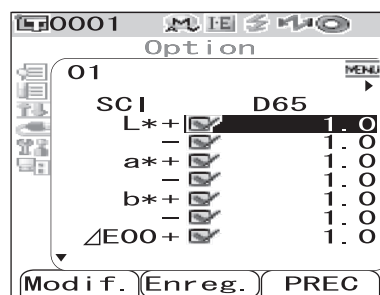 0001 I·E
Option
01 MENU
SCI D65
L*+ 1.0
− 1.0
a*+ 1.0
− 1.0
b*+ 1.0
− 1.0
⊿E00+ 1.0
Modif. Enreg. PREC